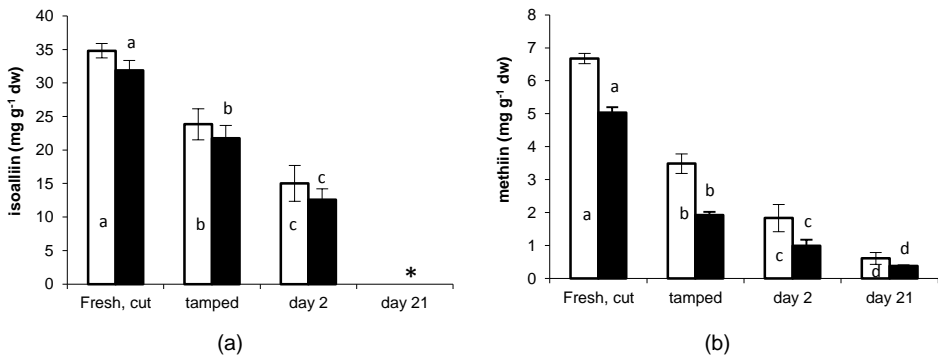 isoalliin (mg g⁻¹ dw)
40
35
30
25
20
15
10
5
0
a
a
b
b
c
c
*
Fresh, cut
tamped
day 2
day 21
(a)
methiin (mg g⁻¹ dw)
8
7
6
5
4
3
2
1
0
a
a
b
b
c
c
d
d
Fresh, cut
tamped
day 2
day 21
(b)